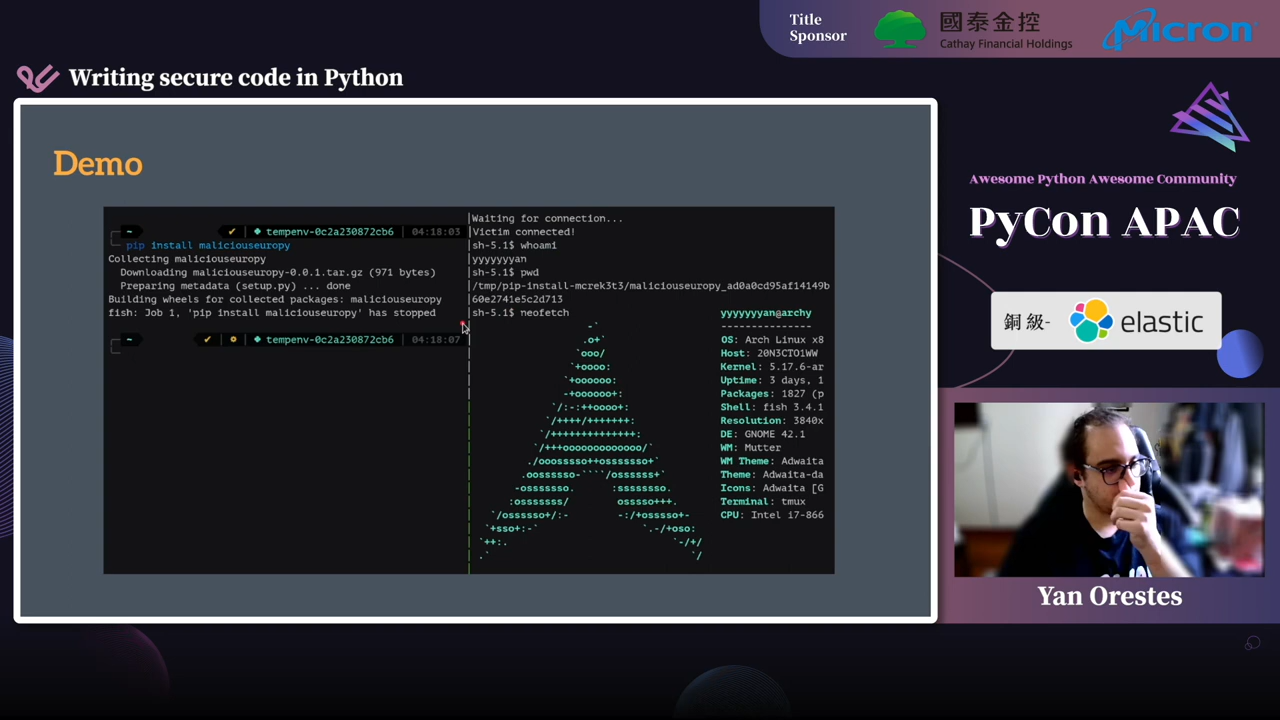 Title
Sponsor
國泰金控
Cathay Financial Holdings
Micron
Writing secure code in Python
Demo
~ ✔ | ❖ tempenv-0c2a230872cb6 | 04:18:03
pip install maliciouseuropy
Collecting maliciouseuropy
Downloading maliciouseuropy-0.0.1.tar.gz (971 bytes)
Preparing metadata (setup.py) ... done
Building wheels for collected packages: maliciouseuropy
fish: Job 1, 'pip install maliciouseuropy' has stopped
~ ✔ | ⚙ | ❖ tempenv-0c2a230872cb6 | 04:18:07
Waiting for connection...
Victim connected!
sh-5.1$ whoami
yyyyyyyan
sh-5.1$ pwd
/tmp/pip-install-mcrek3t3/maliciouseuropy_ad0a0cd95af14149b
60e2741e5c2d713
sh-5.1$ neofetch
yyyyyyyan@archy
---------------
OS: Arch Linux x8
Host: 20N3CTO1WW
Kernel: 5.17.6-ar
Uptime: 3 days, 1
Packages: 1827 (p
Shell: fish 3.4.1
Resolution: 3840x
DE: GNOME 42.1
WM: Mutter
WM Theme: Adwaita
Theme: Adwaita-da
Icons: Adwaita [G
Terminal: tmux
CPU: Intel i7-866
Awesome Python Awesome Community
PyCon APAC
銅級- elastic
Yan Orestes